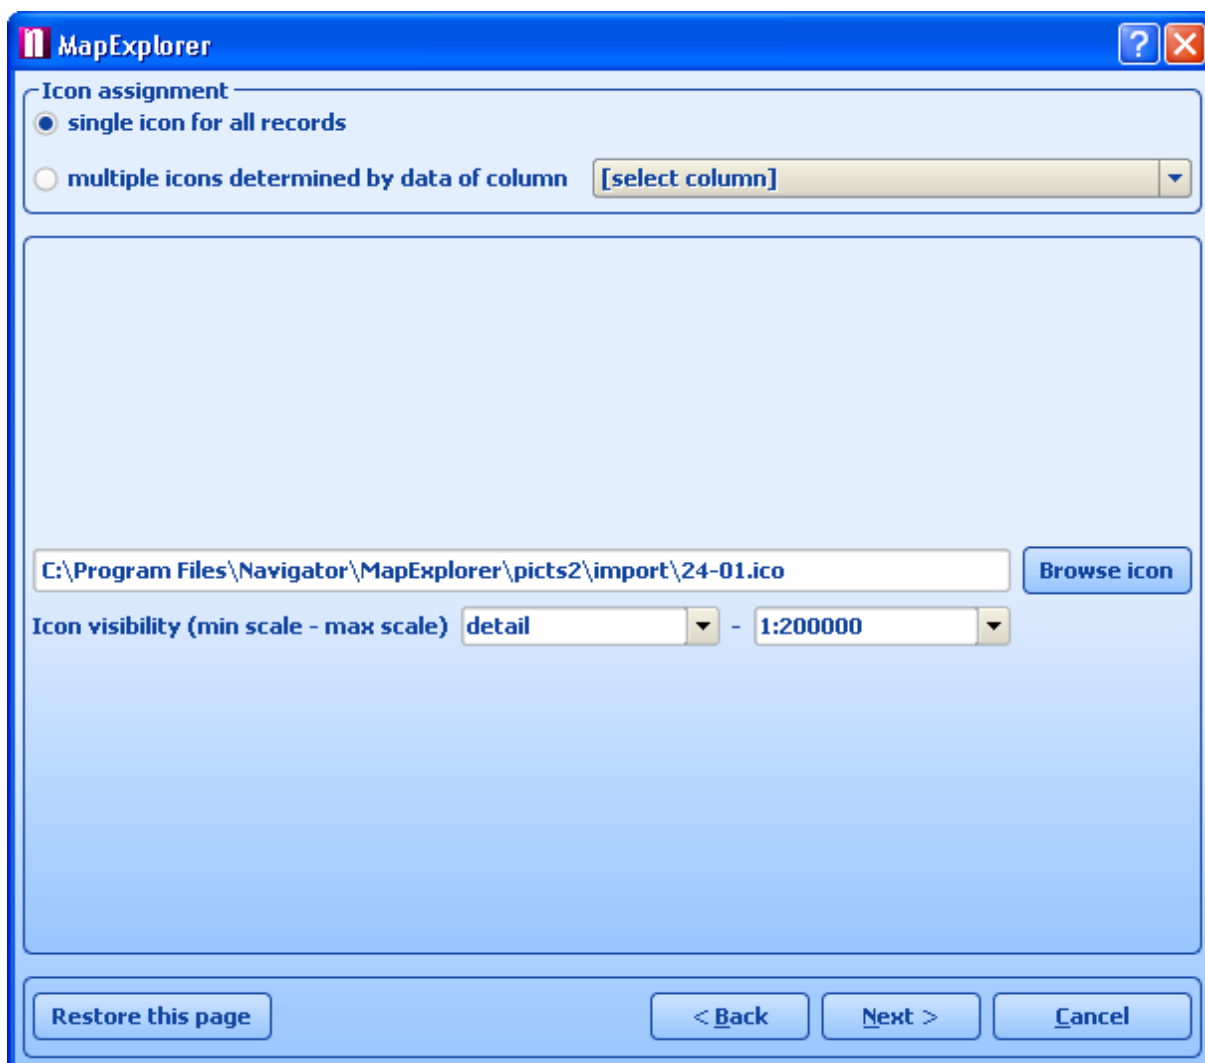 MapExplorer
Icon assignment
single icon for all records
multiple icons determined by data of column [select column]
C:\Program Files\Navigator\MapExplorer\picts2\import\24-01.ico Browse icon
Icon visibility (min scale - max scale) detail - 1:200000
Restore this page < Back Next > Cancel